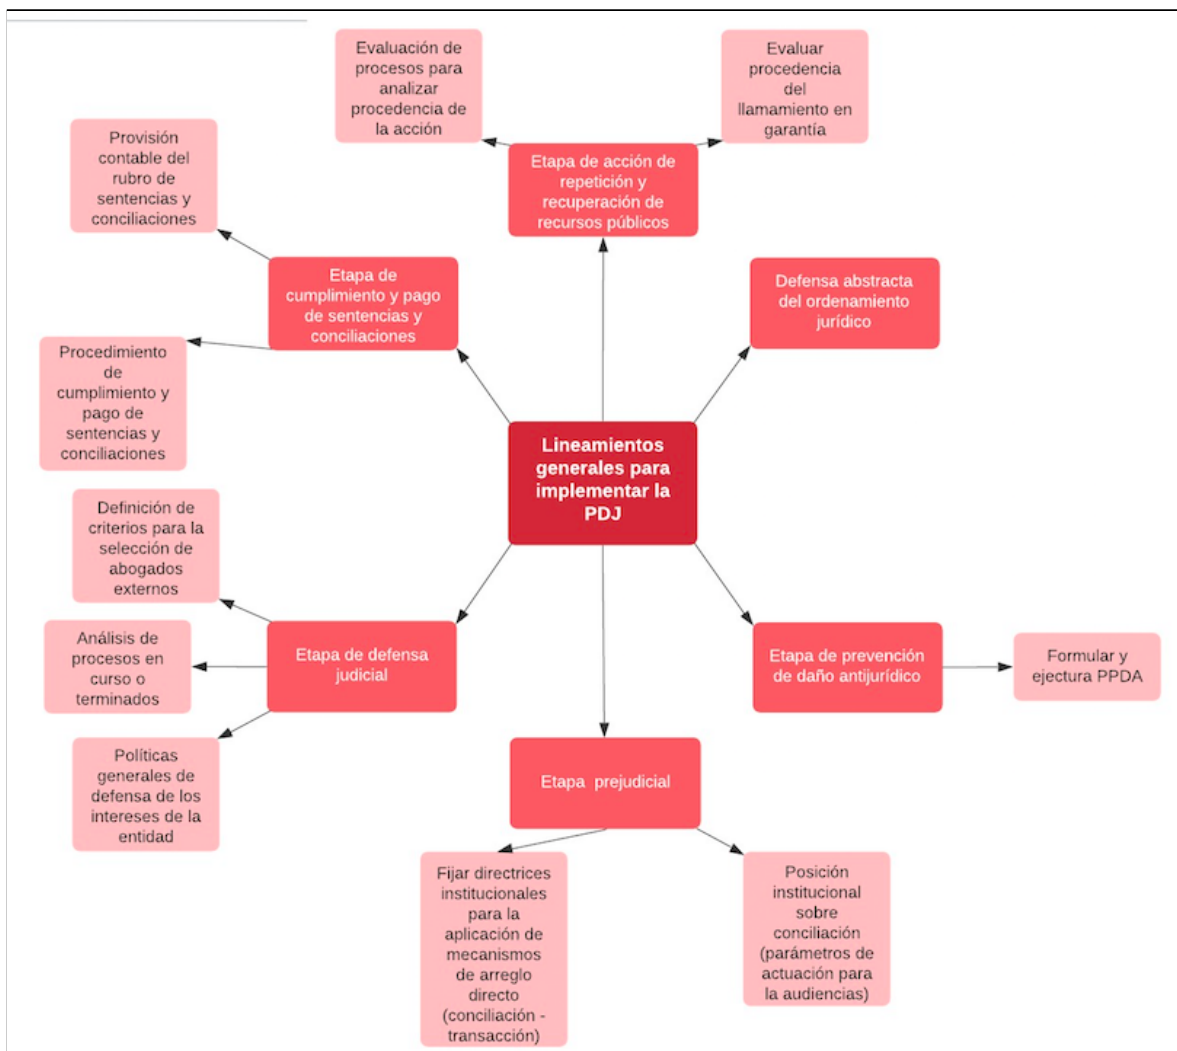 Evaluación de
procesos para
analizar
procedencia de
la acción
Evaluar
procedencia
del
llamamiento en
garantía
Provisión
contable del
rubro de
sentencias y
conciliaciones
Etapa de acción de
repetición y
recuperación de
recursos públicos
Etapa de
cumplimiento y pago
de sentencias y
conciliaciones
Defensa abstracta
del ordenamiento
jurídico
Procedimiento
de
cumplimiento y
pago de
sentencias y
conciliaciones
Lineamientos
generales para
implementar la
PDJ
Definición de
criterios para la
selección de
abogados
externos
Análisis de
procesos en
curso o
terminados
Etapa de defensa
judicial
Etapa de prevención
de daño antijurídico
Formular y
ejectura PPDA
Políticas
generales de
defensa de los
intereses de la
entidad
Etapa prejudicial
Fijar directrices
institucionales
para la
aplicación de
mecanismos
de arreglo
directo
(conciliación -
transacción)
Posición
institucional
sobre
conciliación
(parámetros de
actuación para
la audiencias)